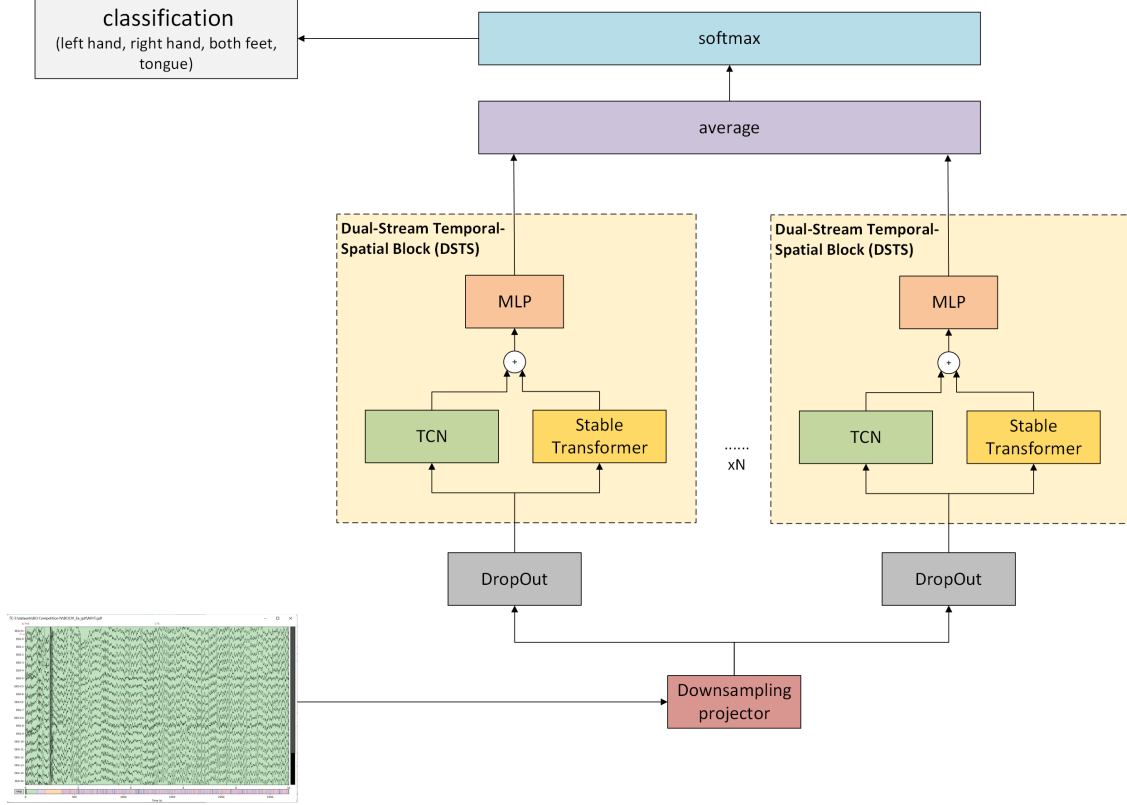 classification
(left hand, right hand, both feet,
tongue)
softmax
average
Dual-Stream Temporal-
Spatial Block (DSTS)
MLP
+
TCN
Stable
Transformer
......
xN
Dual-Stream Temporal-
Spatial Block (DSTS)
MLP
+
TCN
Stable
Transformer
DropOut
DropOut
Downsampling
projector